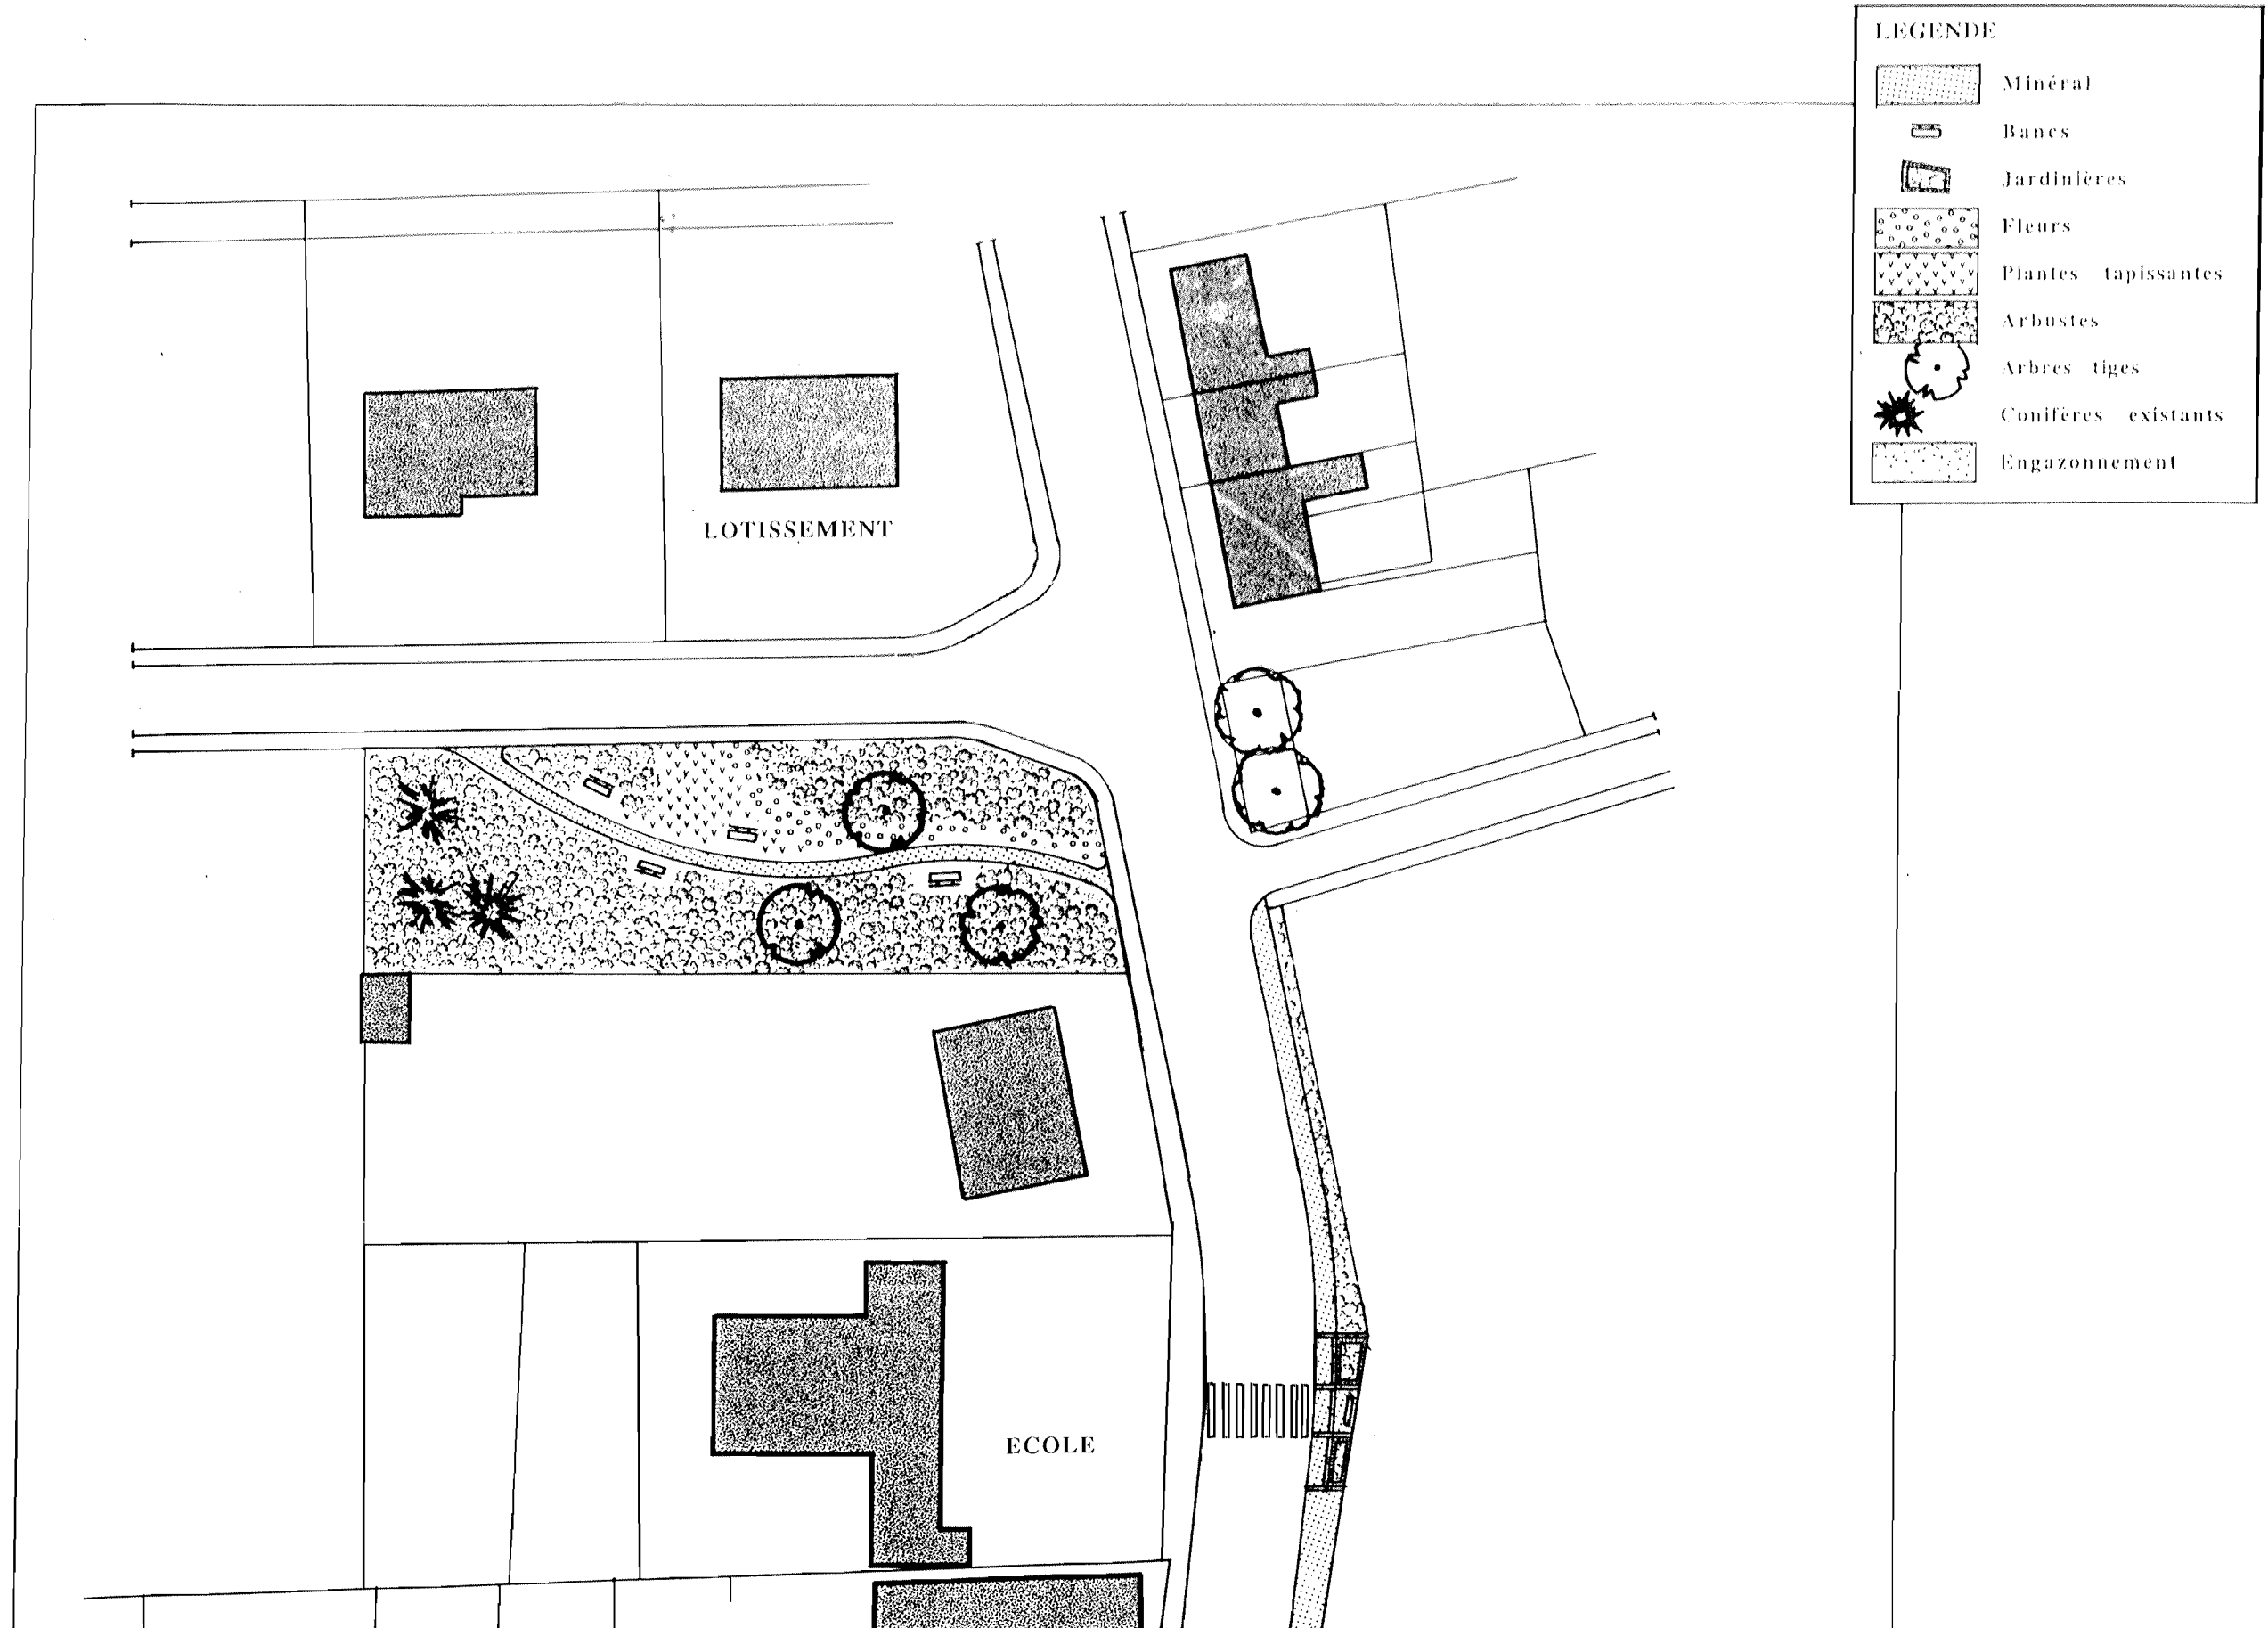 LEGENDE
Minéral
Bancs
Jardinières
Fleurs
Plantes tapissantes
Arbustes
Arbres tiges
Conifères existants
Engazonnement
LOTISSEMENT
ECOLE